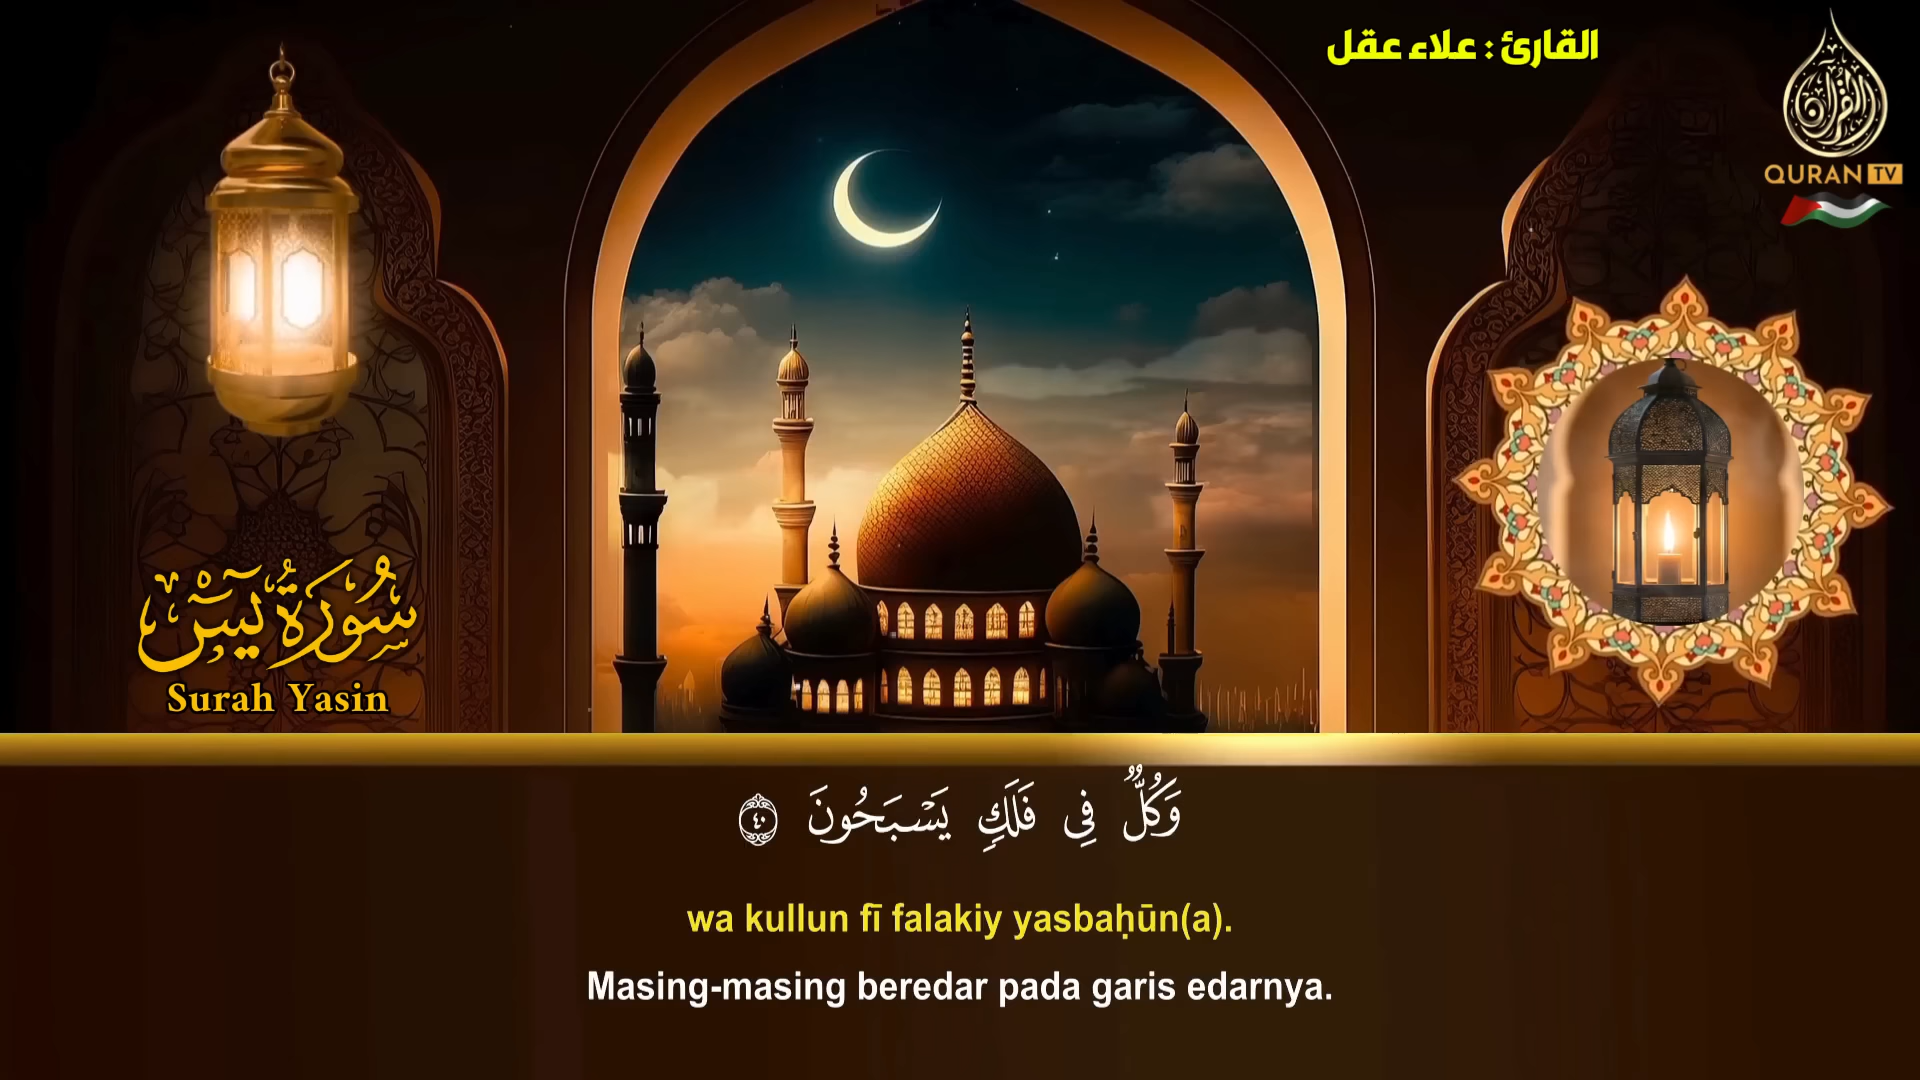 القارئ : علاء عقل
القرآن
QURAN TV
سُورَةُ يسٓ
Surah Yasin
وَكُلٌّ فِى فَلَكٍ يَسْبَحُونَ ٤٠
wa kullun fī falakiy yasbaḥūn(a).
Masing-masing beredar pada garis edarnya.